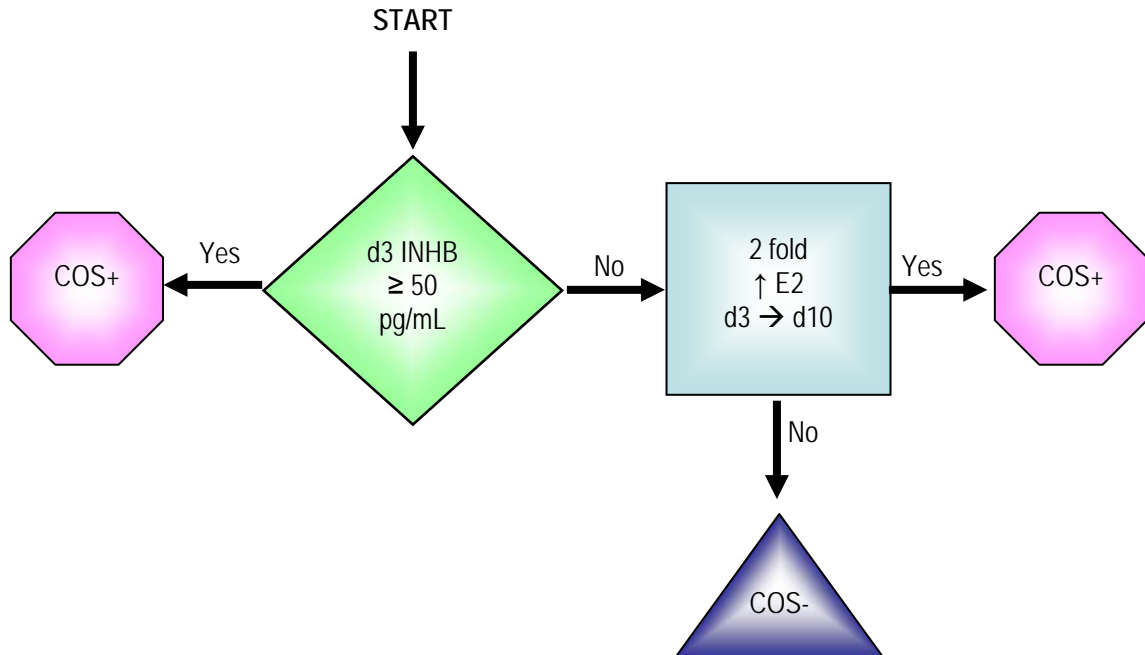 START
d3 INHB
≥ 50
pg/mL
Yes
COS+
No
2 fold
↑ E2
d3 → d10
Yes
COS+
No
COS-